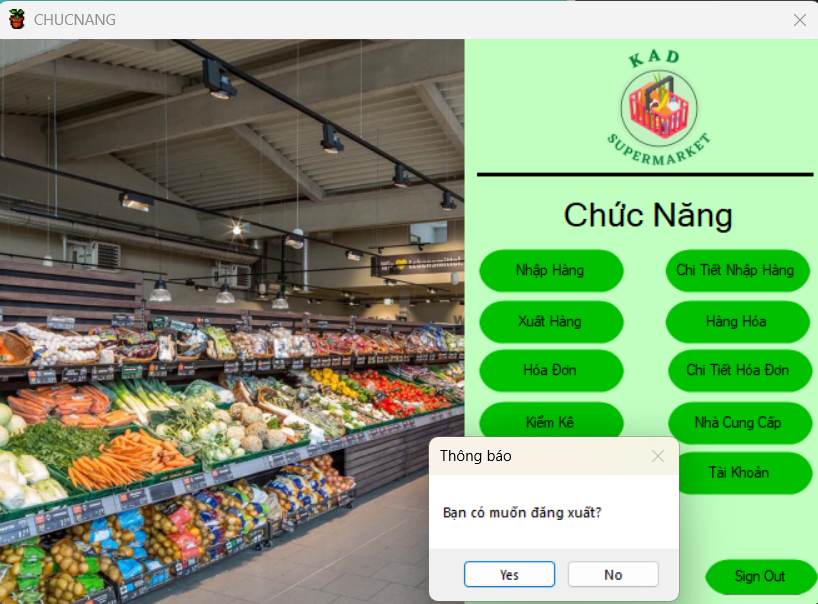 CHUCNANG
KAD
SUPERMARKET
Chức Năng
Nhập Hàng
Chi Tiết Nhập Hàng
Xuất Hàng
Hàng Hóa
Hóa Đơn
Chi Tiết Hóa Đơn
Kiểm Kê
Nhà Cung Cấp
Tài Khoản
Thông báo
Bạn có muốn đăng xuất?
Yes
No
Sign Out
Lebensmittel